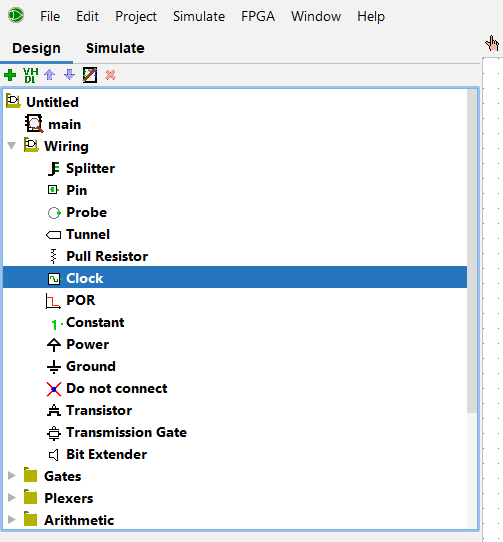 File Edit Project Simulate FPGA Window Help
Design Simulate
VH
DL
Untitled
main
Wiring
Splitter
Pin
Probe
Tunnel
Pull Resistor
Clock
POR
1 Constant
Power
Ground
Do not connect
Transistor
Transmission Gate
Bit Extender
Gates
Plexers
Arithmetic